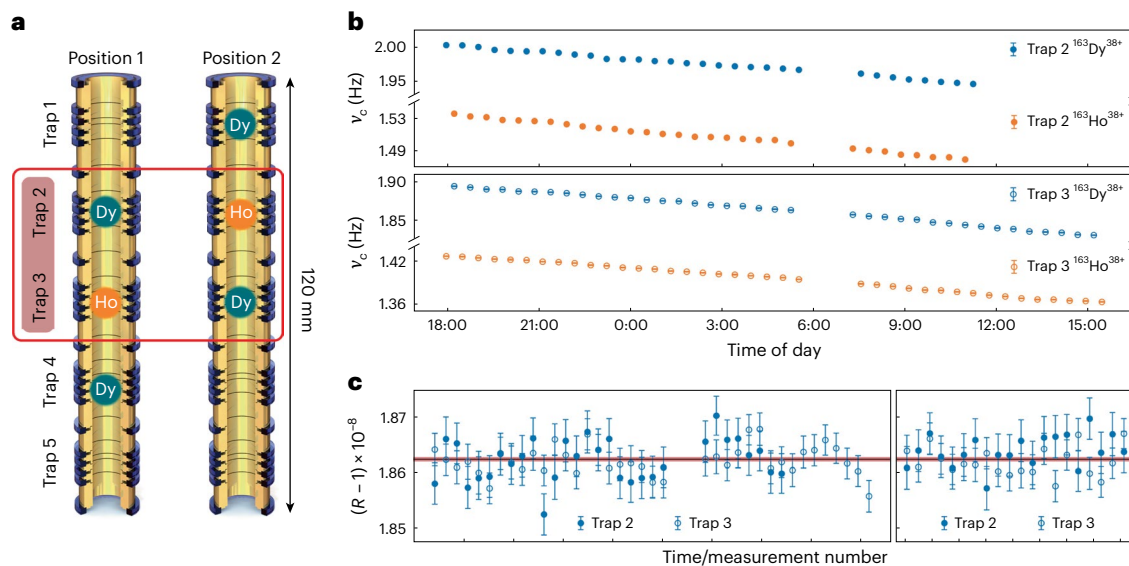 a
Position 1
Position 2
Trap 1
Trap 2
Trap 3
Trap 4
Trap 5
Dy
Ho
Dy
Dy
Ho
Dy
120 mm
b
νc (Hz)
2.00
1.95
1.53
1.49
Trap 2 ¹⁶³Dy³⁸⁺
Trap 2 ¹⁶³Ho³⁸⁺
νc (Hz)
1.90
1.85
1.42
1.36
Trap 3 ¹⁶³Dy³⁸⁺
Trap 3 ¹⁶³Ho³⁸⁺
18:00 21:00 0:00 3:00 6:00 9:00 12:00 15:00
Time of day
c
(R − 1) × 10⁻⁸
1.87
1.86
1.85
Trap 2 Trap 3
Trap 2 Trap 3
Time/measurement number